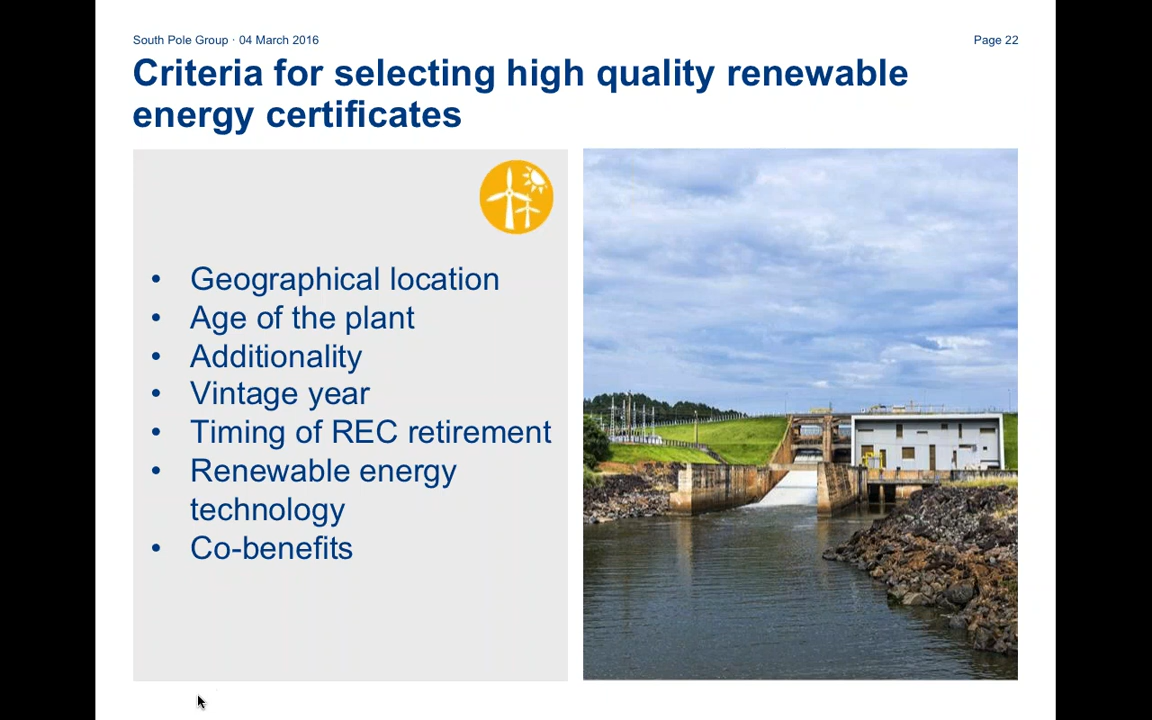 South Pole Group · 04 March 2016
Page 22
Criteria for selecting high quality renewable
energy certificates
• Geographical location
• Age of the plant
• Additionality
• Vintage year
• Timing of REC retirement
• Renewable energy
technology
• Co-benefits